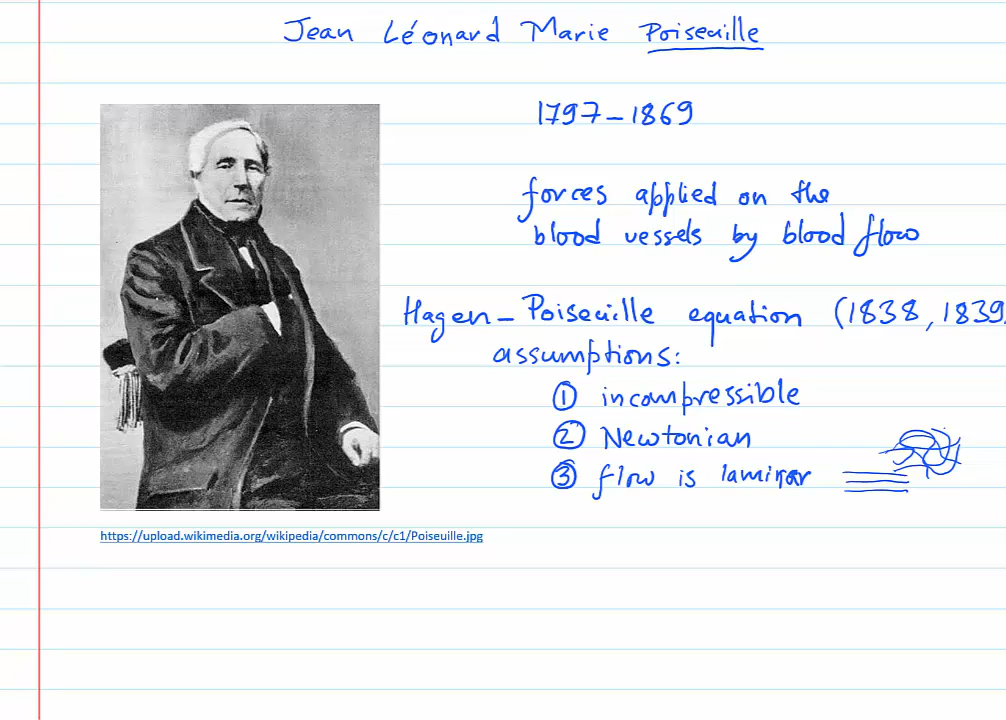 Jean Léonard Marie Poiseuille
1797-1869
forces applied on the
blood vessels by blood flow
Hagen-Poiseuille equation (1838, 1839
assumptions:
① incompressible
② Newtonian
③ flow is laminar
https://upload.wikimedia.org/wikipedia/commons/c/c1/Poiseuille.jpg